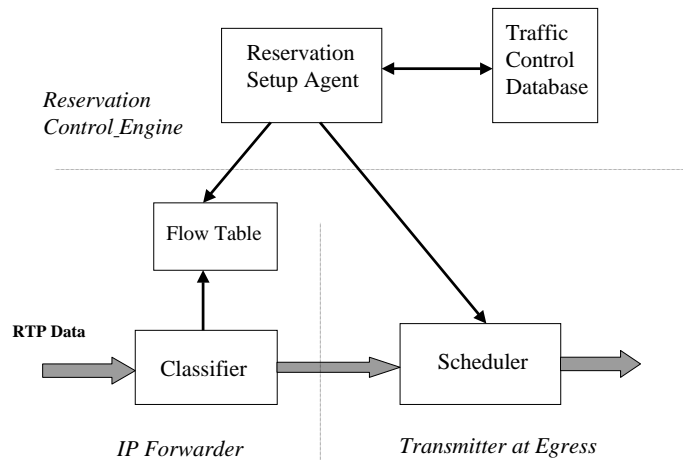 Reservation
Setup Agent
Traffic
Control
Database
Reservation
Control_Engine
Flow Table
RTP Data
Classifier
Scheduler
IP Forwarder
Transmitter at Egress